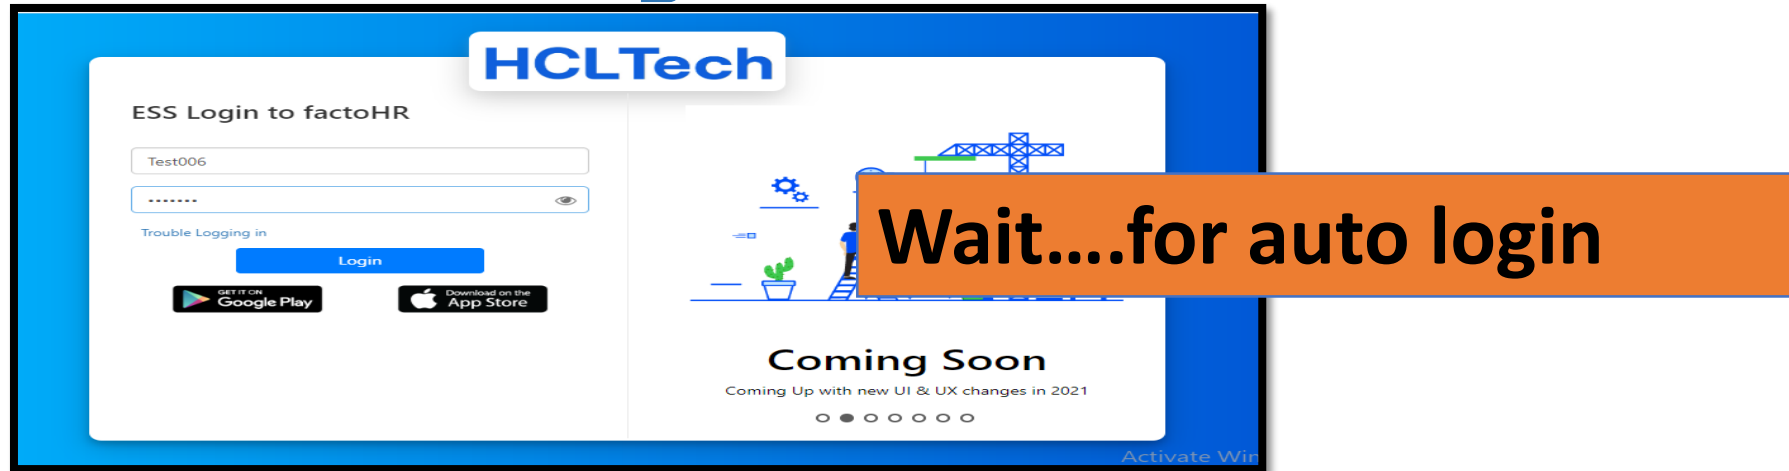 HCLTech
ESS Login to factoHR
Test006
•••••••
Trouble Logging in
Login
GET IT ON
Google Play
Download on the
App Store
Wait....for auto login
Coming Soon
Coming Up with new UI & UX changes in 2021
Activate Win